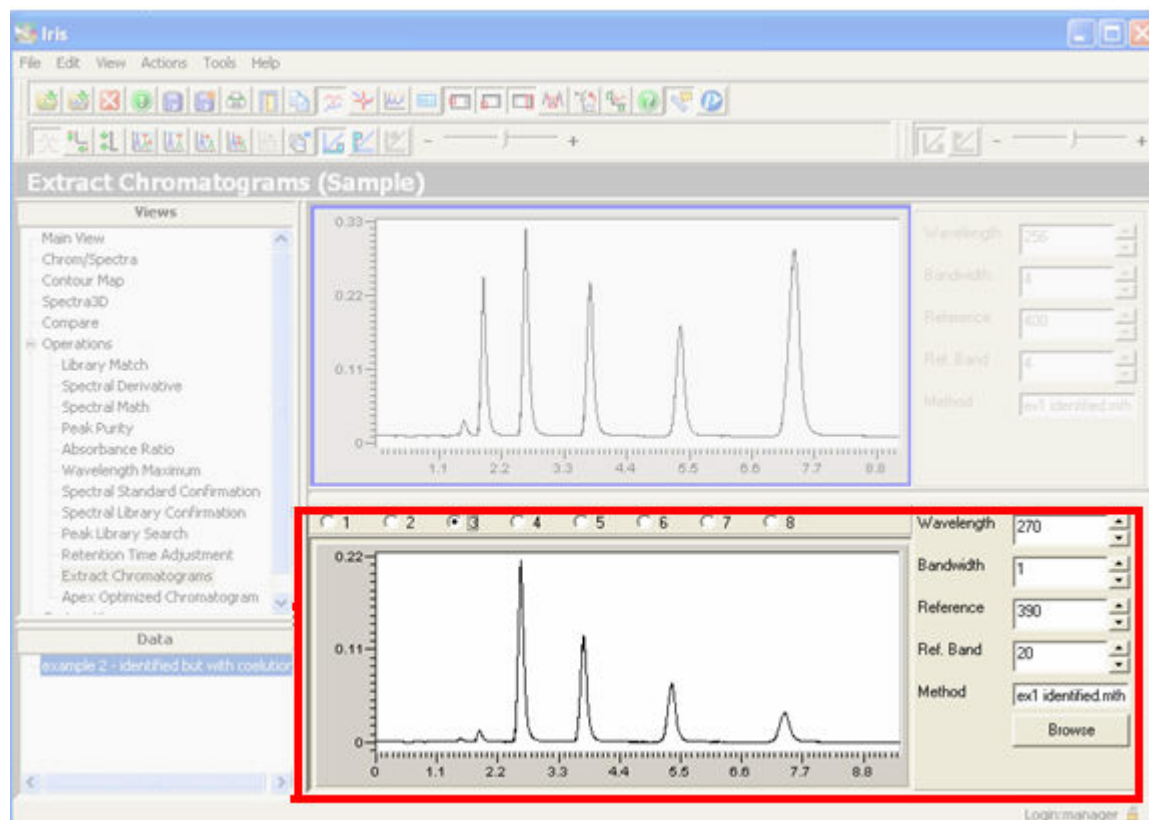 Iris
File Edit View Actions Tools Help
- +
- +
Extract Chromatograms (Sample)
Views
Main View
Chrom/Spectra
Contour Map
Spectra3D
Compare
Operations
Library Match
Spectral Derivative
Spectral Math
Peak Purity
Absorbance Ratio
Wavelength Maximum
Spectral Standard Confirmation
Spectral Library Confirmation
Peak Library Search
Retention Time Adjustment
Extract Chromatograms
Apex Optimized Chromatogram
Data
example 2 - identified but with coelution
0.33
0.22
0.11
0
1.1 2.2 3.3 4.4 5.5 6.6 7.7 8.8
Wavelength 256
Bandwidth 4
Reference 400
Ref. Band 4
Method ex1 identified.mth
1 2 3 4 5 6 7 8
0.22
0.11
0
0 1.1 2.2 3.3 4.4 5.5 6.6 7.7 8.8
Wavelength 270
Bandwidth 1
Reference 390
Ref. Band 20
Method ex1 identified.mth
Browse
Login:manager